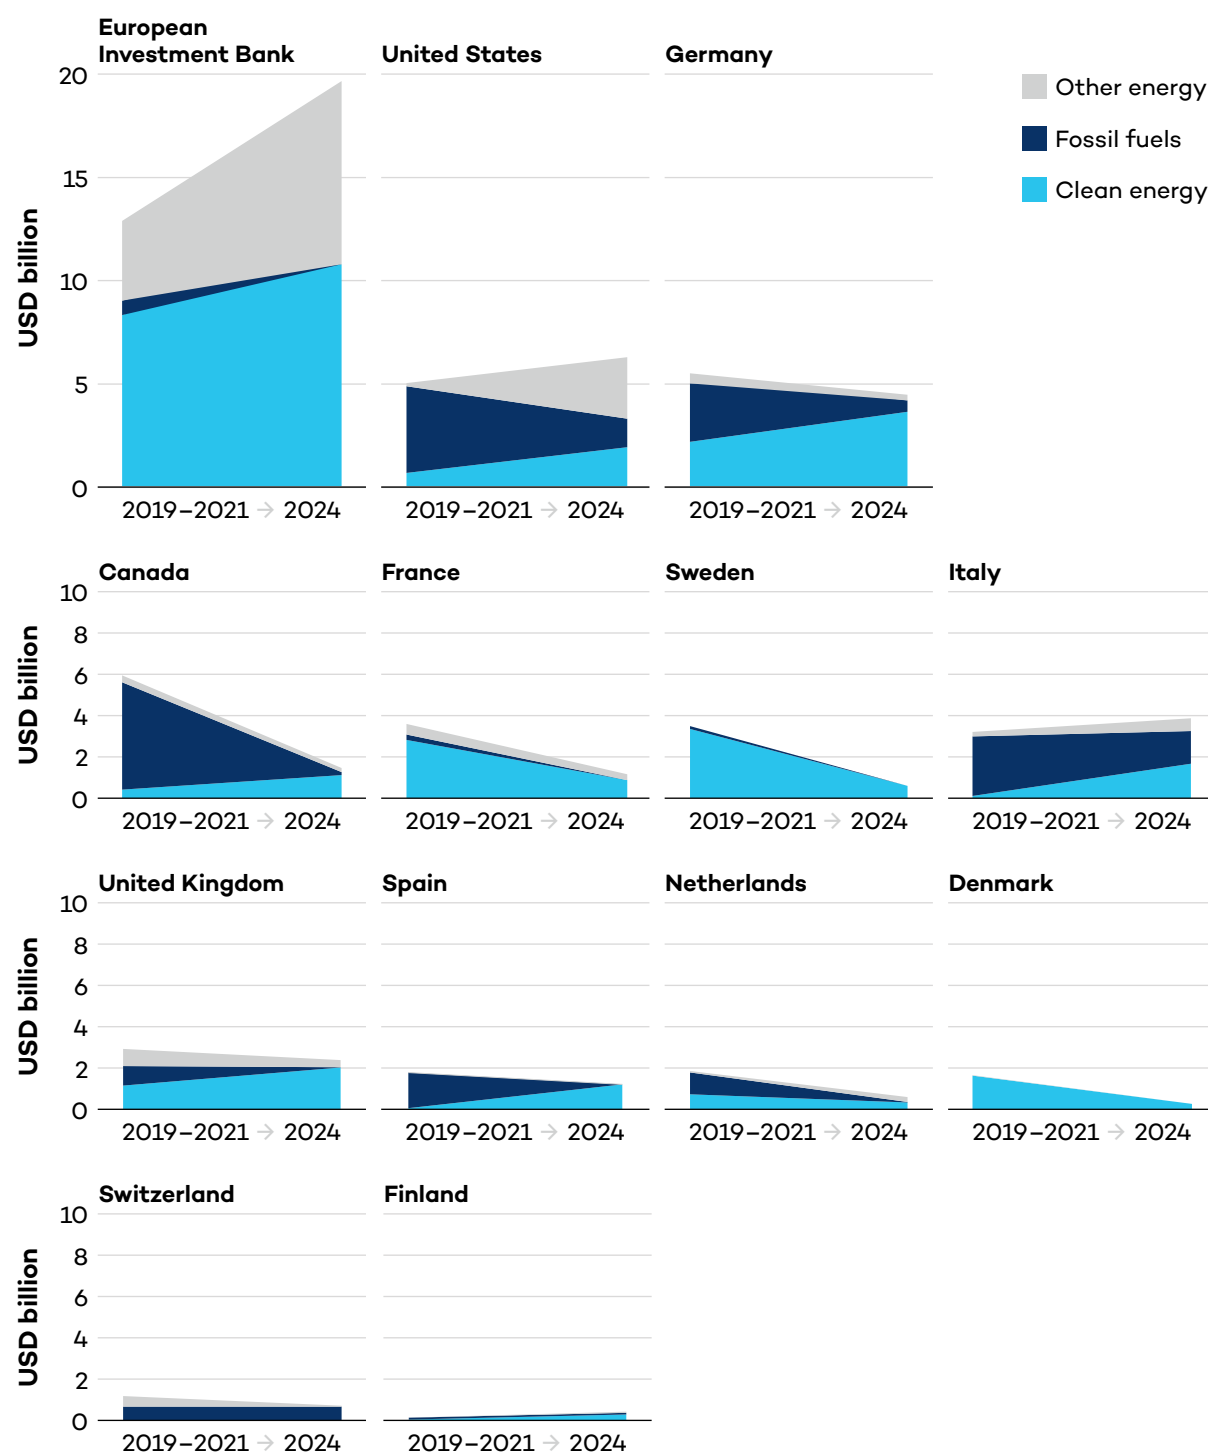 European
Investment Bank
United States
Germany
Other energy
Fossil fuels
Clean energy
USD billion
20
15
10
5
0
2019–2021 → 2024
2019–2021 → 2024
2019–2021 → 2024
Canada
France
Sweden
Italy
USD billion
10
8
6
4
2
0
2019–2021 → 2024
2019–2021 → 2024
2019–2021 → 2024
2019–2021 → 2024
United Kingdom
Spain
Netherlands
Denmark
USD billion
10
8
6
4
2
0
2019–2021 → 2024
2019–2021 → 2024
2019–2021 → 2024
2019–2021 → 2024
Switzerland
Finland
USD billion
10
8
6
4
2
0
2019–2021 → 2024
2019–2021 → 2024